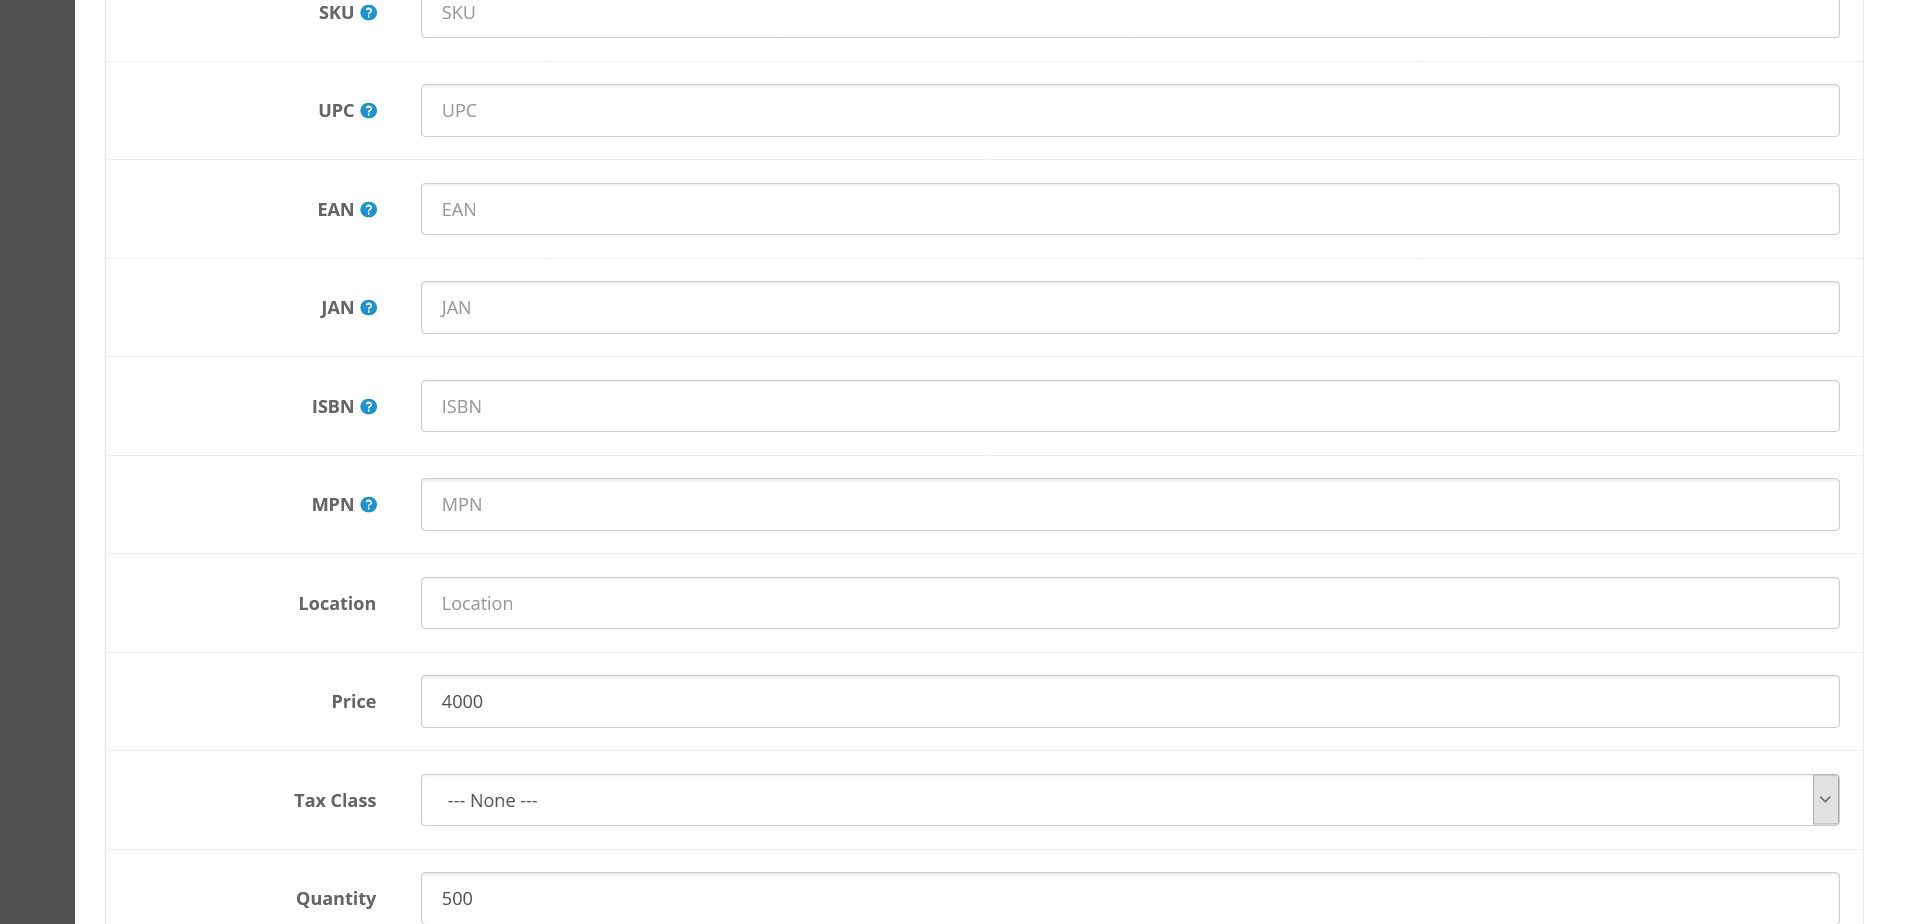 SKU ? SKU
UPC ? UPC
EAN ? EAN
JAN ? JAN
ISBN ? ISBN
MPN ? MPN
Location Location
Price 4000
Tax Class --- None ---
Quantity 500